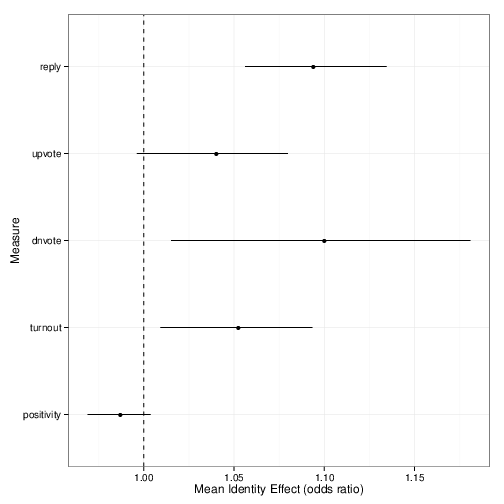 reply
upvote
dnvote
turnout
positivity
Measure
1.00 1.05 1.10 1.15
Mean Identity Effect (odds ratio)